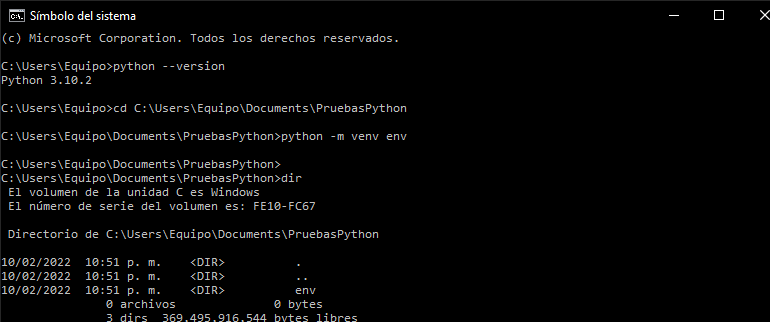 Símbolo del sistema
(c) Microsoft Corporation. Todos los derechos reservados.
C:\Users\Equipo>python --version
Python 3.10.2
C:\Users\Equipo>cd C:\Users\Equipo\Documents\PruebasPython
C:\Users\Equipo\Documents\PruebasPython>python -m venv env
C:\Users\Equipo\Documents\PruebasPython>
C:\Users\Equipo\Documents\PruebasPython>dir
El volumen de la unidad C es Windows
El número de serie del volumen es: FE10-FC67
Directorio de C:\Users\Equipo\Documents\PruebasPython
10/02/2022  10:51 p. m.    <DIR>          .
10/02/2022  10:51 p. m.    <DIR>          ..
10/02/2022  10:51 p. m.    <DIR>          env
0 archivos              0 bytes
3 dirs  369.495.916.544 bytes libres